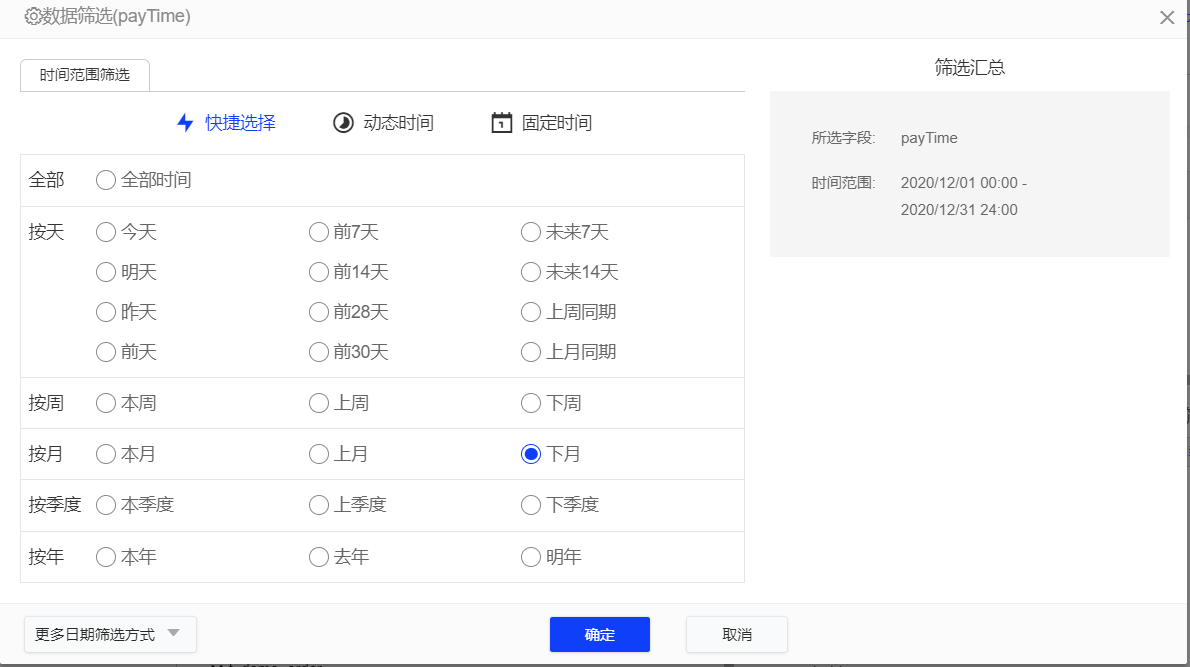 数据筛选(payTime)
时间范围筛选
快捷选择 动态时间 固定时间
全部 全部时间
按天 今天 前7天 未来7天
明天 前14天 未来14天
昨天 前28天 上周同期
前天 前30天 上月同期
按周 本周 上周 下周
按月 本月 上月 下月
按季度 本季度 上季度 下季度
按年 本年 去年 明年
筛选汇总
所选字段: payTime
时间范围: 2020/12/01 00:00 -
2020/12/31 24:00
更多日期筛选方式 确定 取消